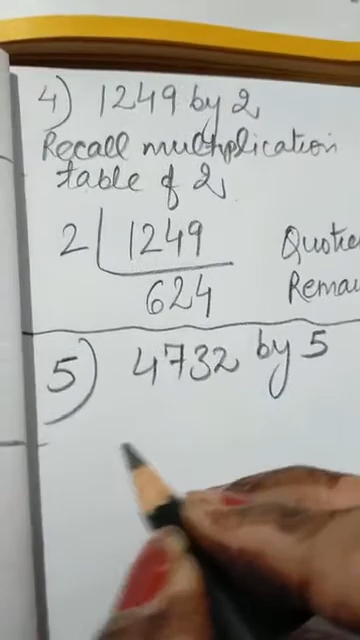 4) 1249 by 2
Recall multiplication
table of 2
2 1249 Quotie
624 Remai
5) 4732 by 5